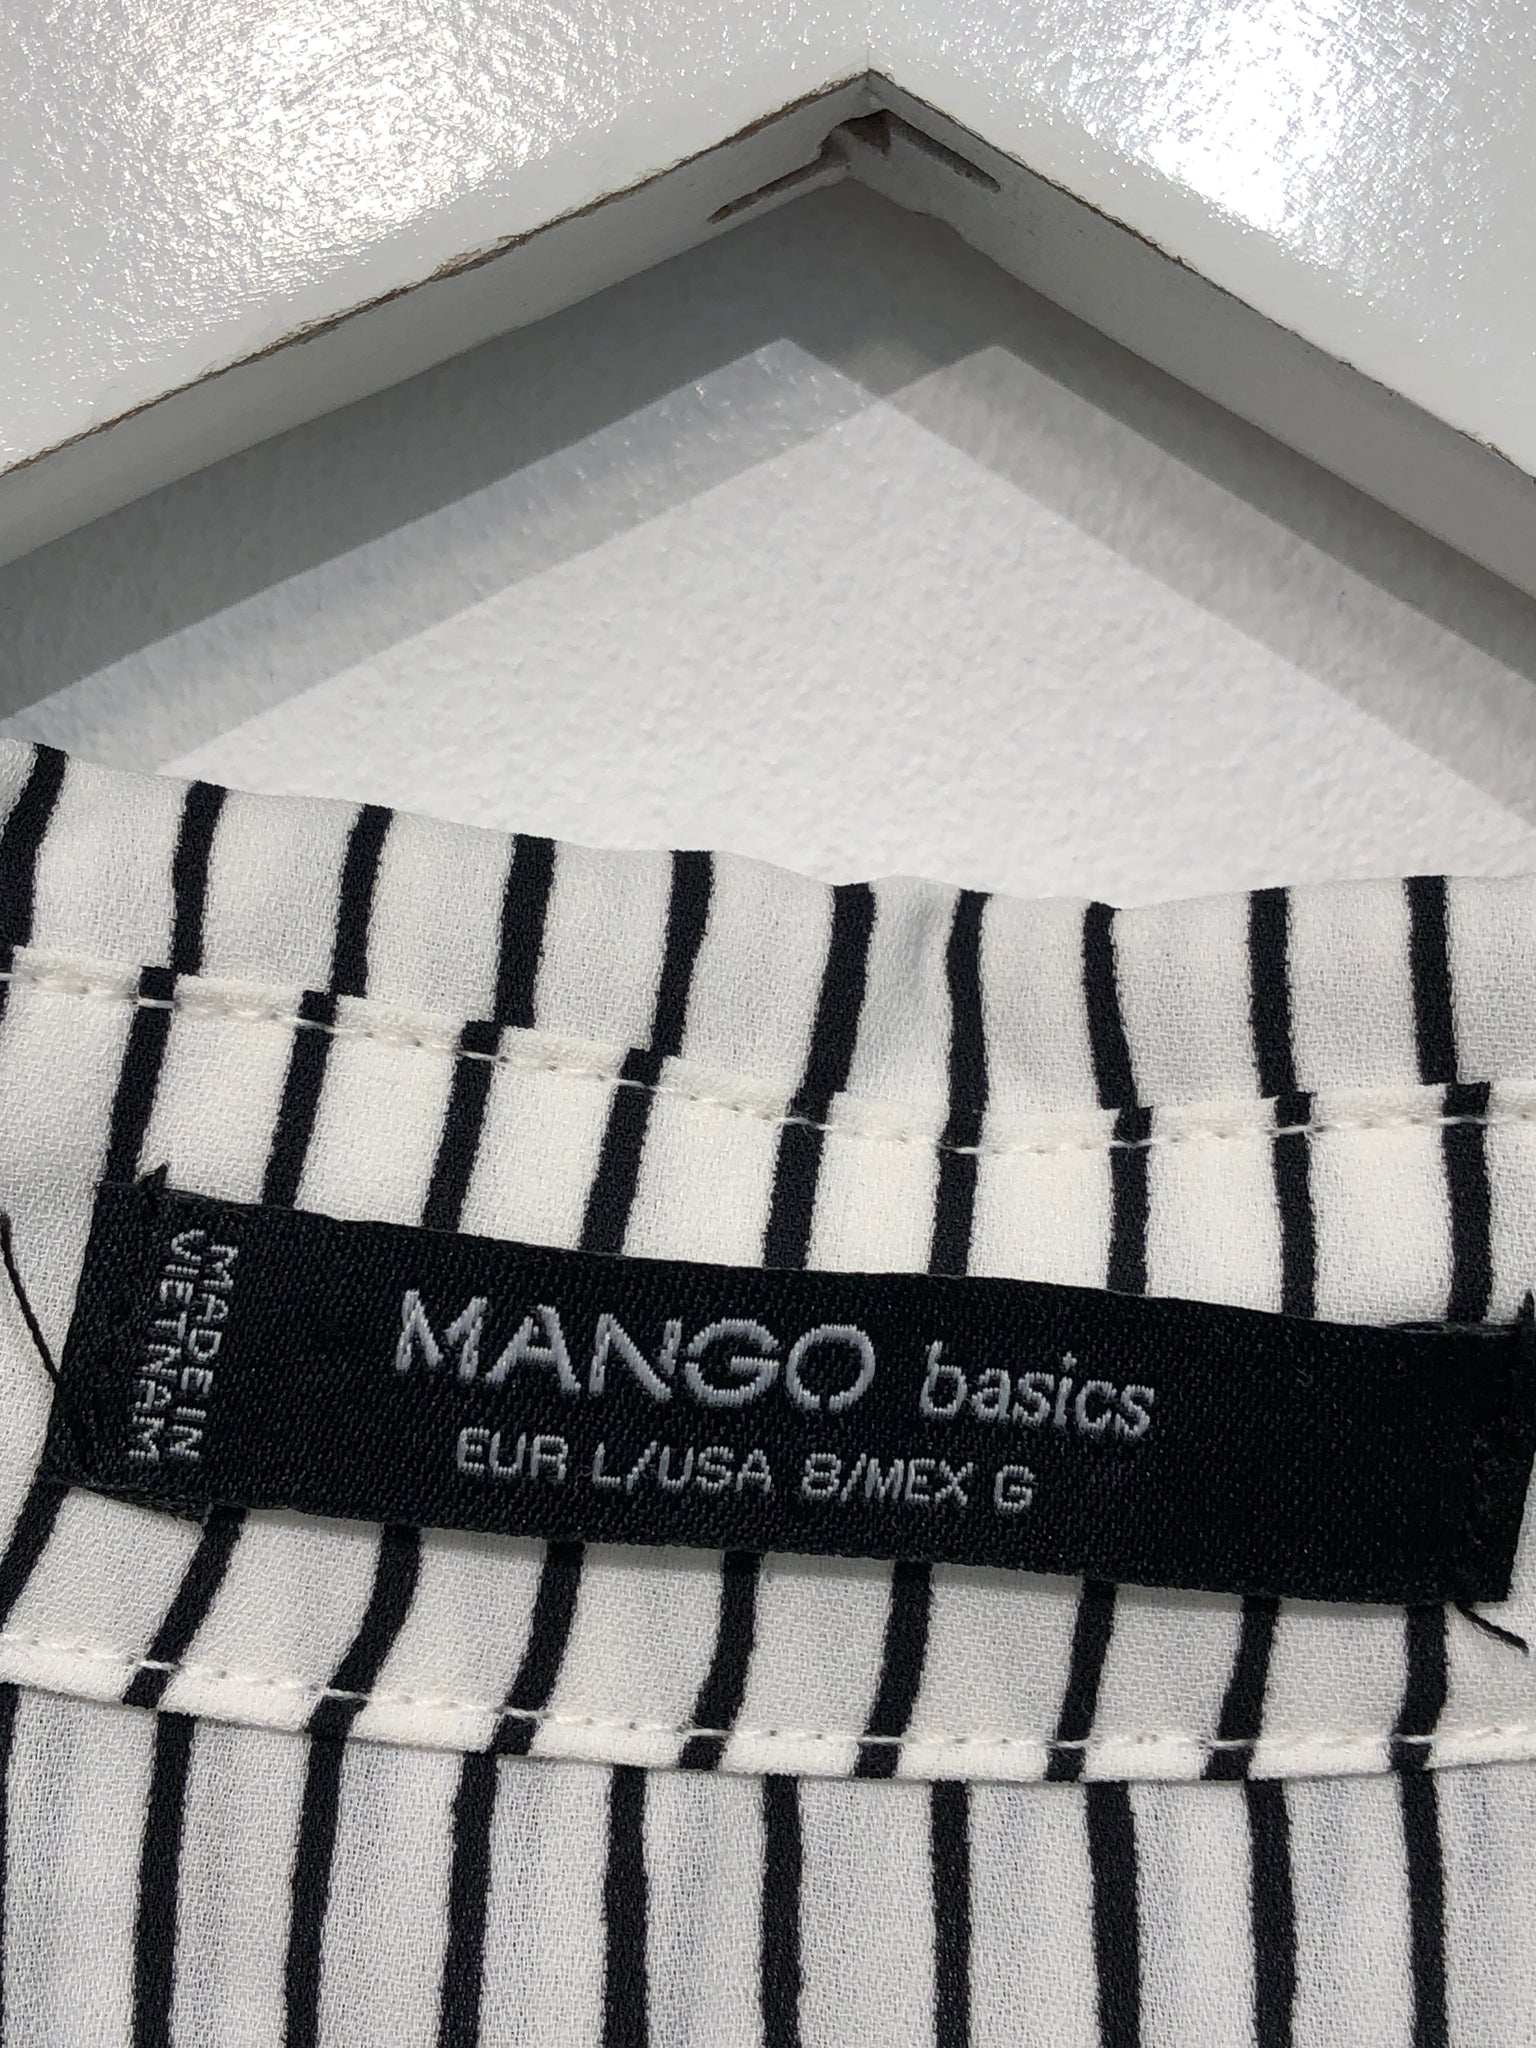 MADE IN
VIETNAM
MANGO basics
EUR L/USA 8/MEX G